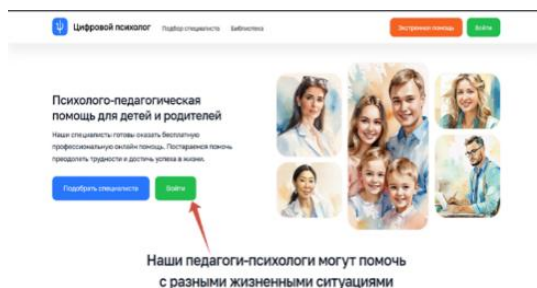 Цифровой психолог
Подбор специалиста
Библиотека
Экстренная помощь
Войти
Психолого-педагогическая
помощь для детей и родителей
Наши специалисты готовы оказать бесплатную
профессиональную онлайн помощь. Постараемся помочь
преодолеть трудности и достичь успеха в жизни.
Подобрать специалиста
Войти
Наши педагоги-психологи могут помочь
с разными жизненными ситуациями